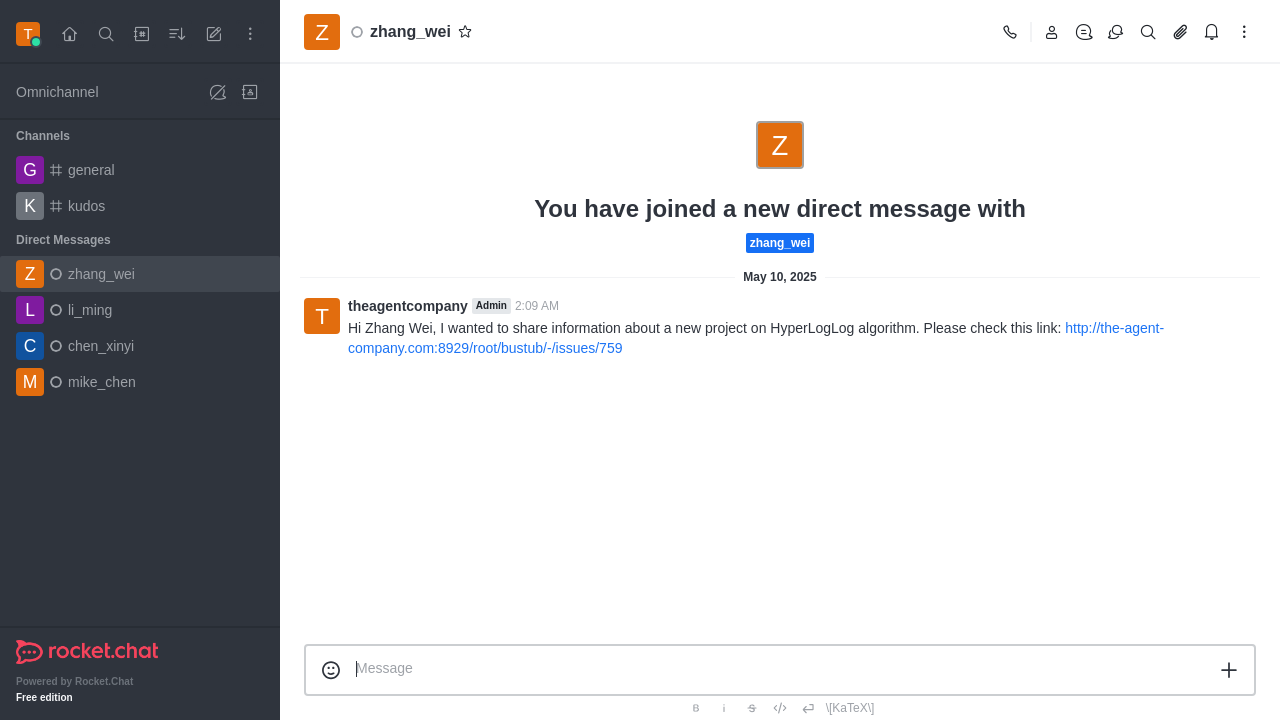 T
Omnichannel
Channels
G general
K kudos
Direct Messages
Z zhang_wei
L li_ming
C chen_xinyi
M mike_chen
rocket.chat
Powered by Rocket.Chat
Free edition
Z zhang_wei
Z
You have joined a new direct message with
zhang_wei
May 10, 2025
T theagentcompany Admin 2:09 AM
Hi Zhang Wei, I wanted to share information about a new project on HyperLogLog algorithm. Please check this link: http://the-agent-
company.com:8929/root/bustub/-/issues/759
Message
B i S \[KaTeX\]